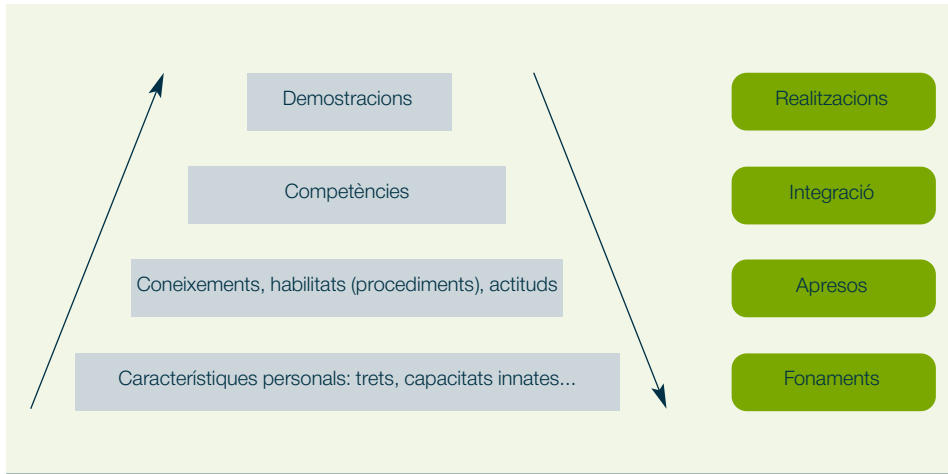 Demostracions
Realitzacions
Competències
Integració
Coneixements, habilitats (procediments), actituds
Apresos
Característiques personals: trets, capacitats innates...
Fonaments